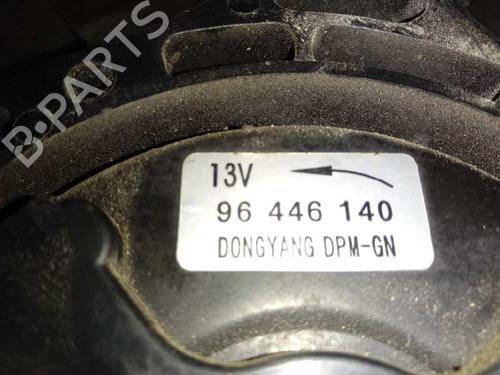 B-PARTS
13V
96 446 140
DONGYANG DPM-GN